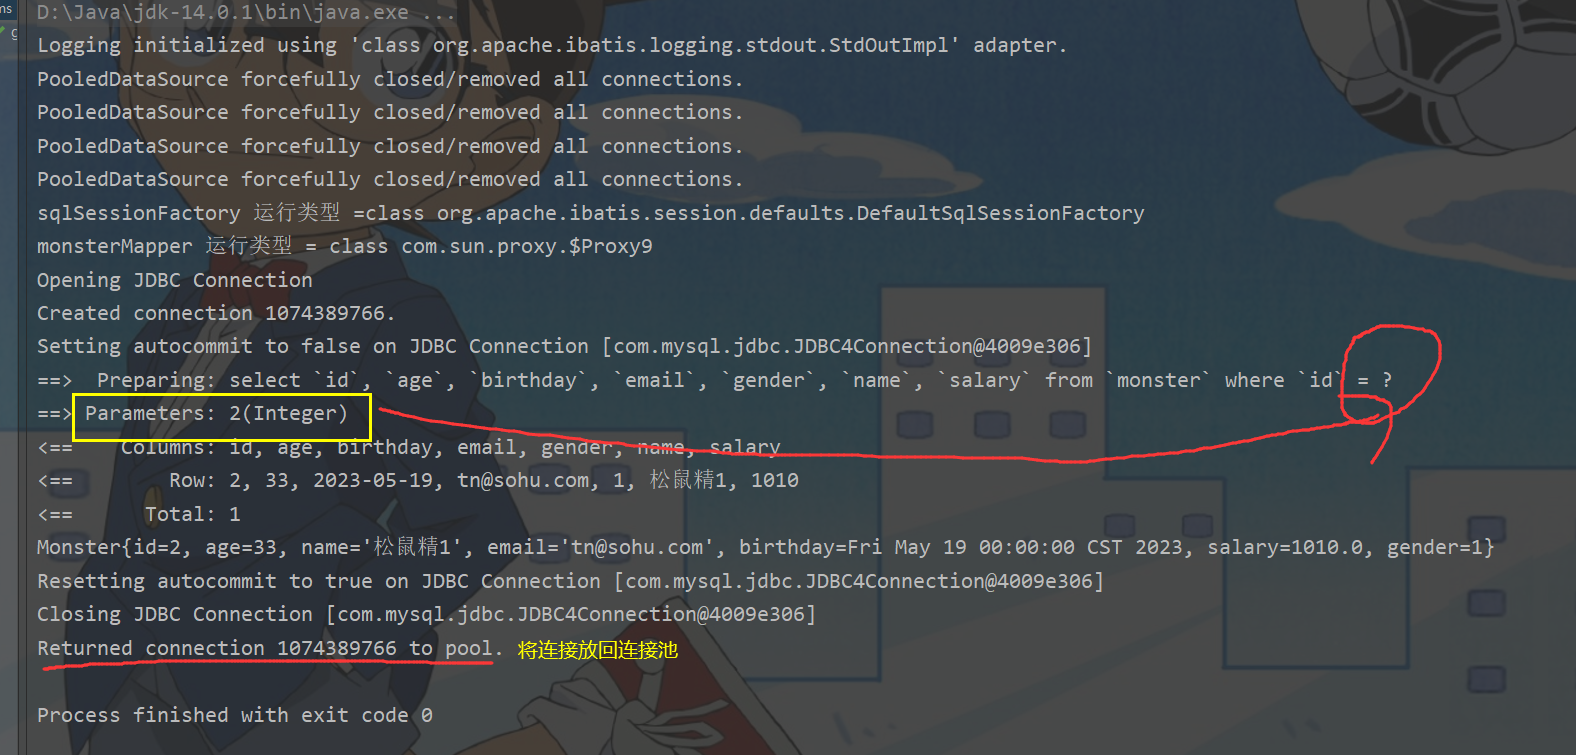 ms
D:\Java\jdk-14.0.1\bin\java.exe ...
g
Logging initialized using 'class org.apache.ibatis.logging.stdout.StdOutImpl' adapter.
PooledDataSource forcefully closed/removed all connections.
PooledDataSource forcefully closed/removed all connections.
PooledDataSource forcefully closed/removed all connections.
PooledDataSource forcefully closed/removed all connections.
sqlSessionFactory 运行类型 =class org.apache.ibatis.session.defaults.DefaultSqlSessionFactory
monsterMapper 运行类型 = class com.sun.proxy.$Proxy9
Opening JDBC Connection
Created connection 1074389766.
Setting autocommit to false on JDBC Connection [com.mysql.jdbc.JDBC4Connection@4009e306]
==>  Preparing: select `id`, `age`, `birthday`, `email`, `gender`, `name`, `salary` from `monster` where `id` = ?
==> Parameters: 2(Integer)
<==    Columns: id, age, birthday, email, gender, name, salary
<==        Row: 2, 33, 2023-05-19, tn@sohu.com, 1, 松鼠精1, 1010
<==      Total: 1
Monster{id=2, age=33, name='松鼠精1', email='tn@sohu.com', birthday=Fri May 19 00:00:00 CST 2023, salary=1010.0, gender=1}
Resetting autocommit to true on JDBC Connection [com.mysql.jdbc.JDBC4Connection@4009e306]
Closing JDBC Connection [com.mysql.jdbc.JDBC4Connection@4009e306]
Returned connection 1074389766 to pool. 将连接放回连接池
Process finished with exit code 0